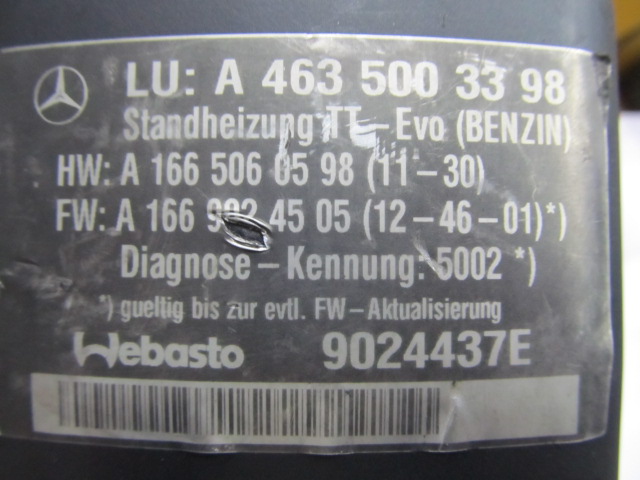 LU: A 463 500 33 98
Standheizung TT – Evo (BENZIN)
HW: A 166 506 05 98 (11 – 30)
FW: A 166 45 05 (12 – 46 – 01)*)
Diagnose – Kennung: 5002 *)
*) gueltig bis zur evtl. FW – Aktualisierung
Webasto 9024437E